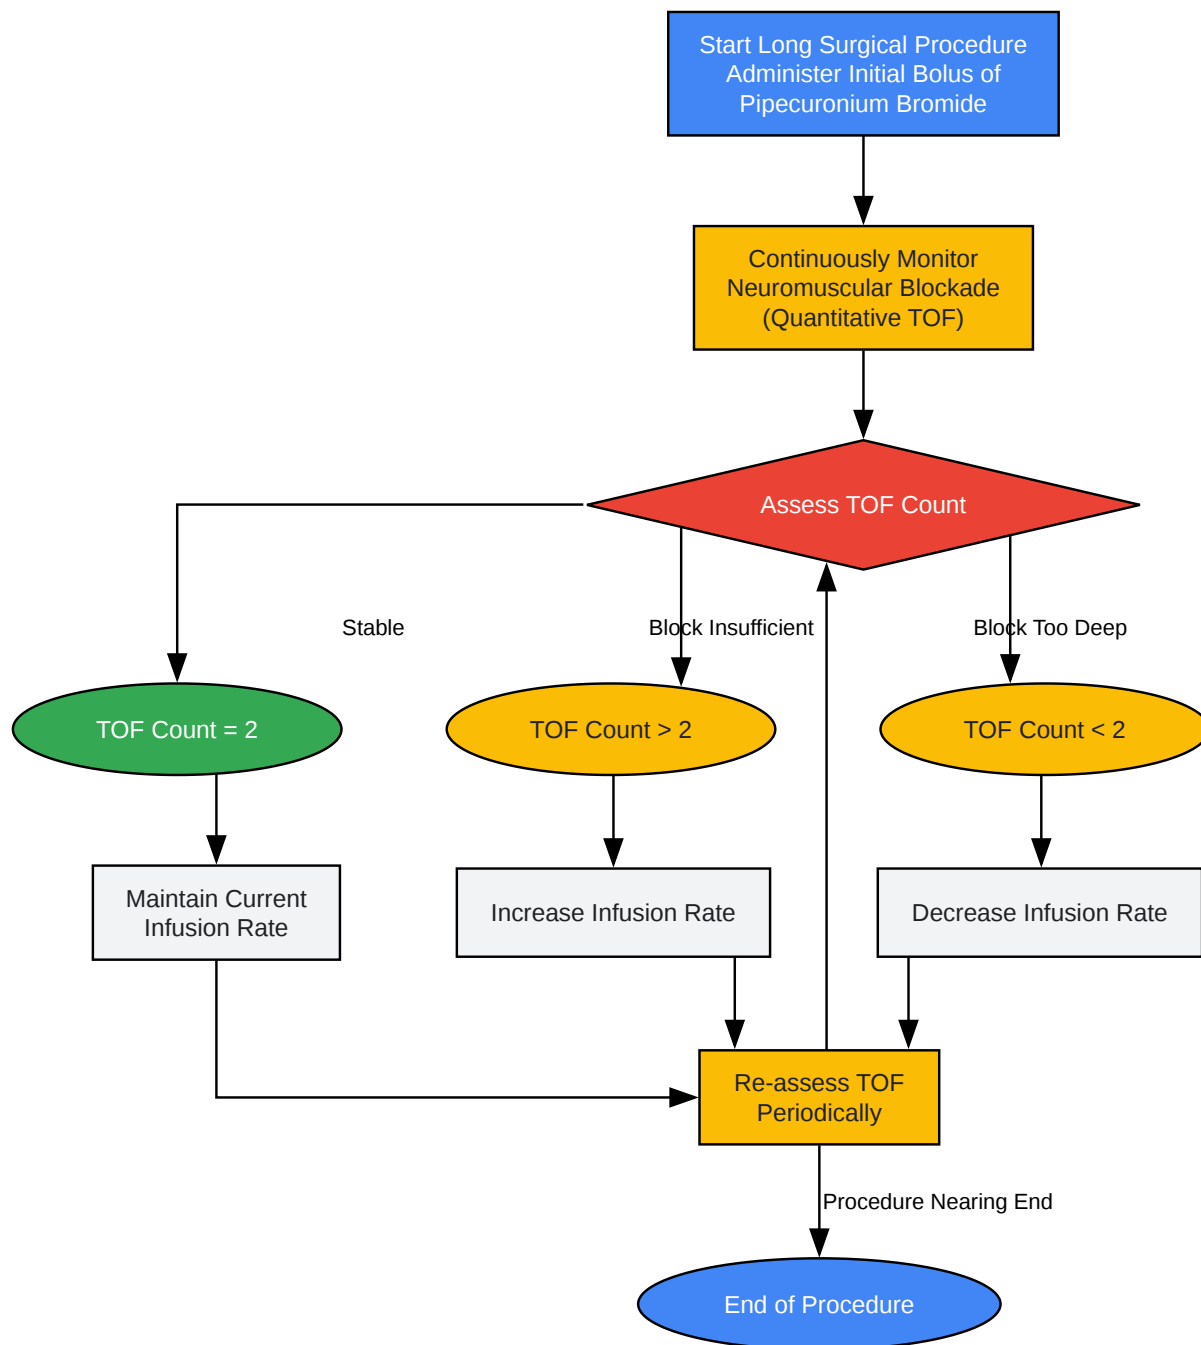 Start Long Surgical Procedure
Administer Initial Bolus of
Pipecuronium Bromide
Continuously Monitor
Neuromuscular Blockade
(Quantitative TOF)
Assess TOF Count
Stable
Block Insufficient
Block Too Deep
TOF Count = 2
TOF Count > 2
TOF Count < 2
Maintain Current
Infusion Rate
Increase Infusion Rate
Decrease Infusion Rate
Re-assess TOF
Periodically
Procedure Nearing End
End of Procedure